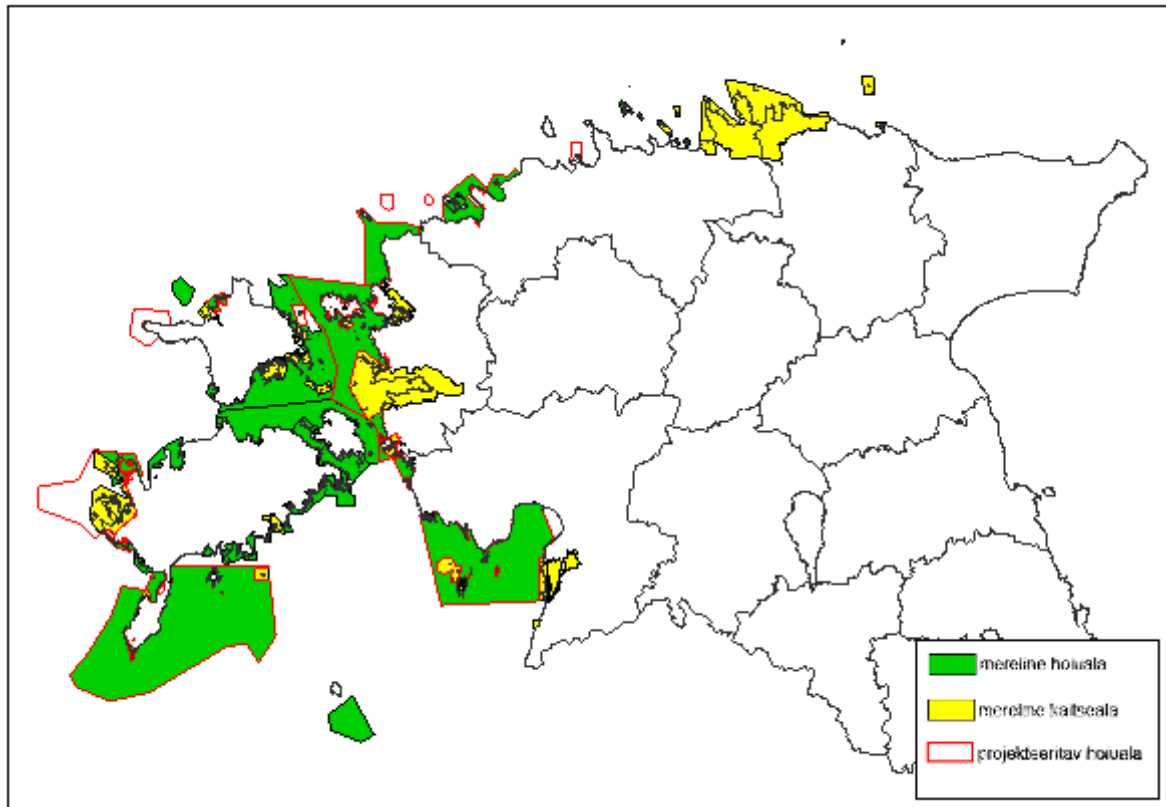 mereline hoiuala
mereline kaitseala
projekteeritav hoiuala